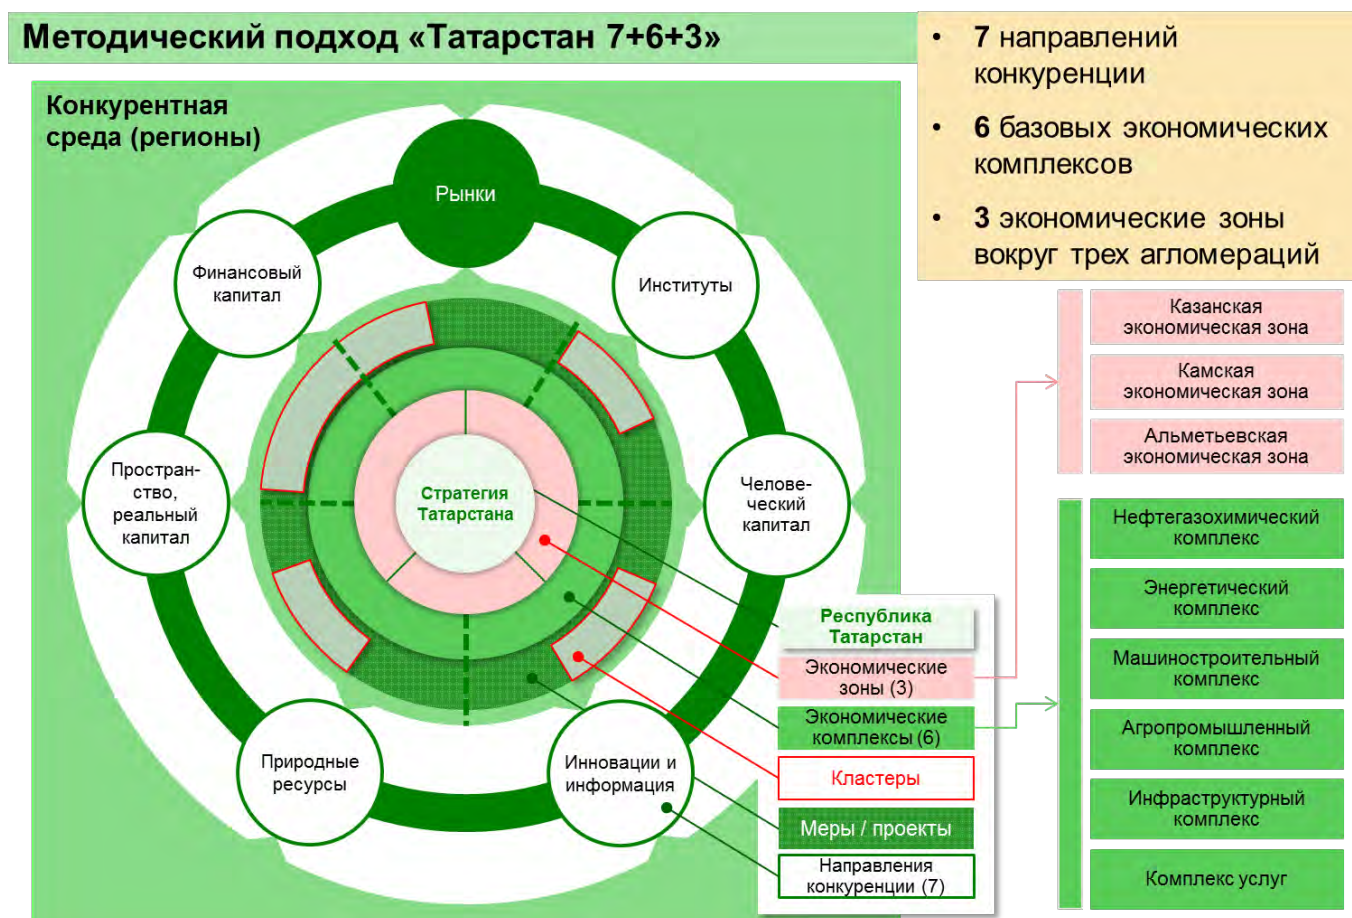 Методический подход «Татарстан 7+6+3»
• 7 направлений
конкуренции
• 6 базовых экономических
комплексов
• 3 экономические зоны
вокруг трех агломераций
Конкурентная
среда (регионы)
Рынки
Финансовый
капитал
Институты
Простран-
ство,
реальный
капитал
Стратегия
Татарстана
Челове-
ческий
капитал
Природные
ресурсы
Инновации и
информация
Республика
Татарстан
Экономические
зоны (3)
Экономические
комплексы (6)
Кластеры
Меры / проекты
Направления
конкуренции (7)
Казанская
экономическая зона
Камская
экономическая зона
Альметьевская
экономическая зона
Нефтегазохимический
комплекс
Энергетический
комплекс
Машиностроительный
комплекс
Агропромышленный
комплекс
Инфраструктурный
комплекс
Комплекс услуг